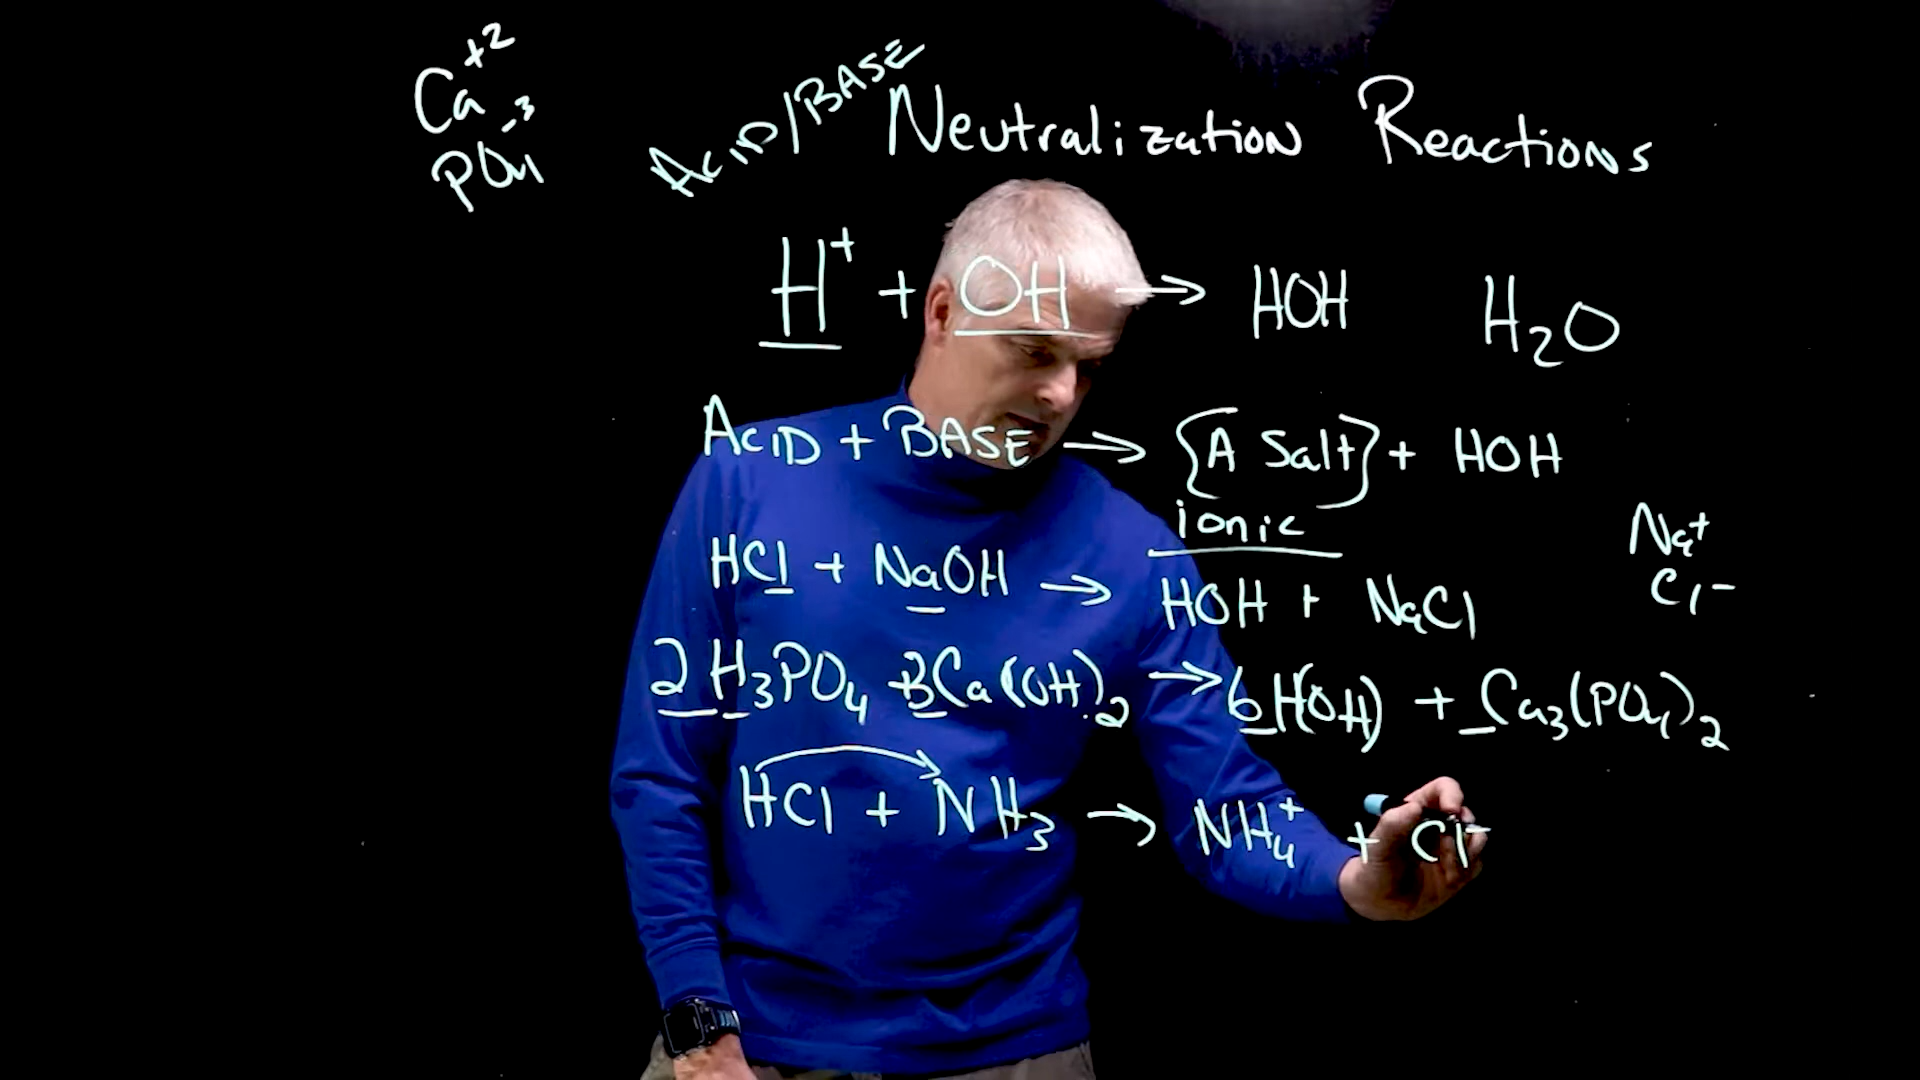 Ca+2
PO4-3
ACID/BASE Neutralization Reactions
H+ + OH → HOH H2O
ACID + BASE → {A Salt} + HOH
ionic
Na+
Cl-
HCl + NaOH → HOH + NaCl
2 H3PO4 + 3Ca(OH)2 → 6H(OH) + Ca3(PO4)2
HCl + NH3 → NH4+ + Cl-